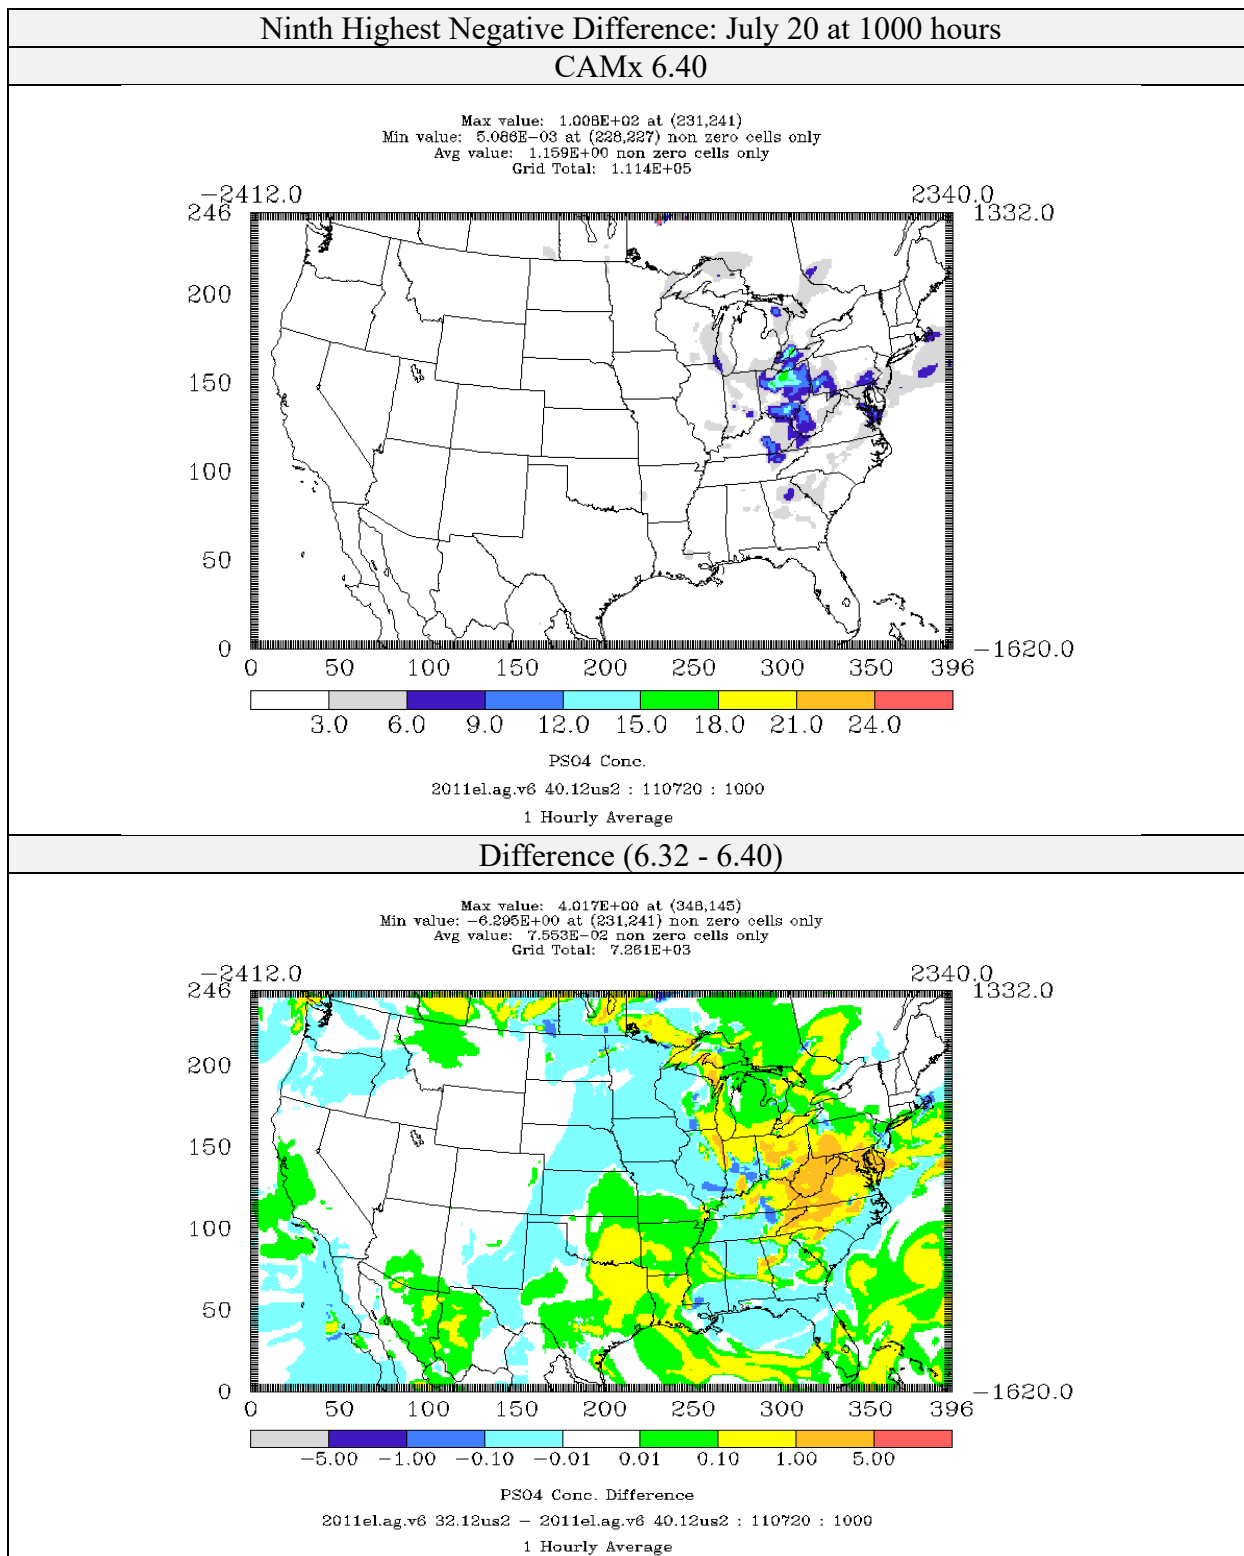 Ninth Highest Negative Difference: July 20 at 1000 hours
CAMx 6.40
Max value: 1.008E+02 at (231,241)
Min value: 5.086E-03 at (228,227) non zero cells only
Avg value: 1.159E+00 non zero cells only
Grid Total: 1.114E+05
-2412.0 2340.0
246 1332.0
200
150
100
50
0 -1620.0
0 50 100 150 200 250 300 350 396
3.0 6.0 9.0 12.0 15.0 18.0 21.0 24.0
PSO4 Conc.
2011el.ag.v6 40.12us2 : 110720 : 1000
1 Hourly Average
Difference (6.32 - 6.40)
Max value: 4.017E+00 at (348,145)
Min value: -6.295E+00 at (231,241) non zero cells only
Avg value: 7.553E-02 non zero cells only
Grid Total: 7.261E+03
-2412.0 2340.0
246 1332.0
200
150
100
50
0 -1620.0
0 50 100 150 200 250 300 350 396
-5.00 -1.00 -0.10 -0.01 0.01 0.10 1.00 5.00
PSO4 Conc. Difference
2011el.ag.v6 32.12us2 - 2011el.ag.v6 40.12us2 : 110720 : 1000
1 Hourly Average